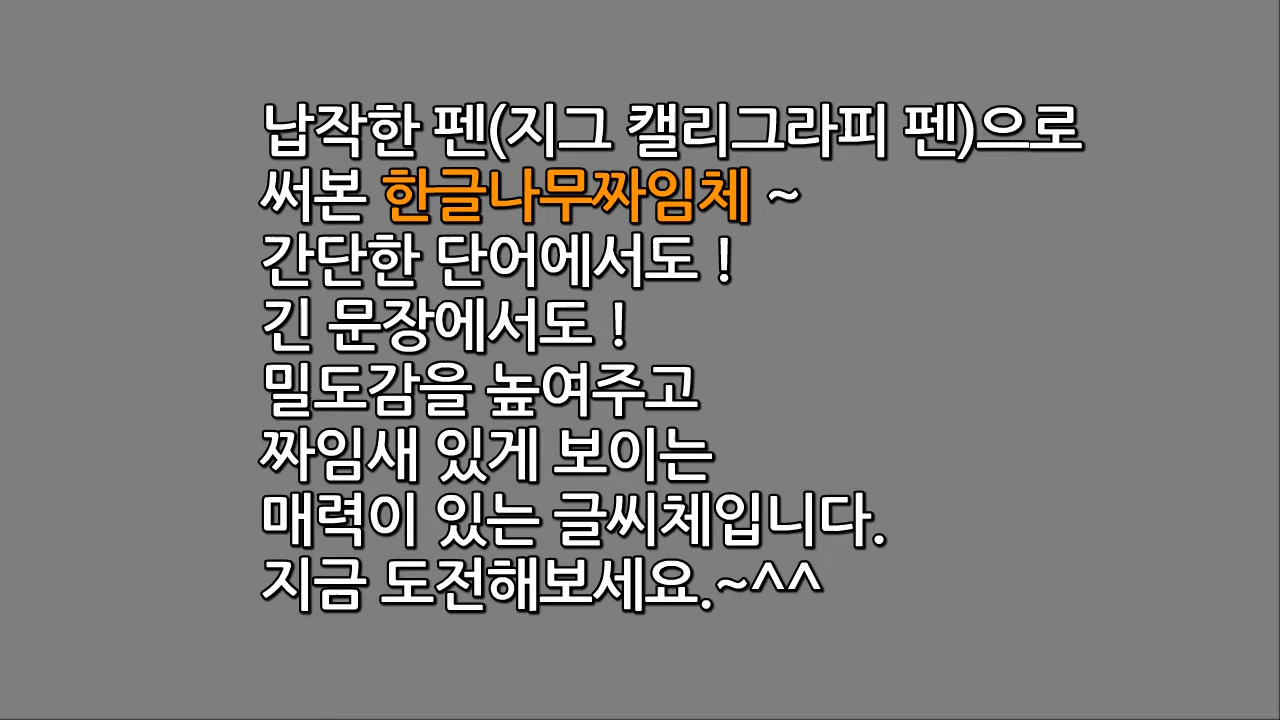 납작한 펜(지그 캘리그라피 펜)으로
써본 한글나무짜임체 ~
간단한 단어에서도 !
긴 문장에서도 !
밀도감을 높여주고
짜임새 있게 보이는
매력이 있는 글씨체입니다.
지금 도전해보세요.~^^